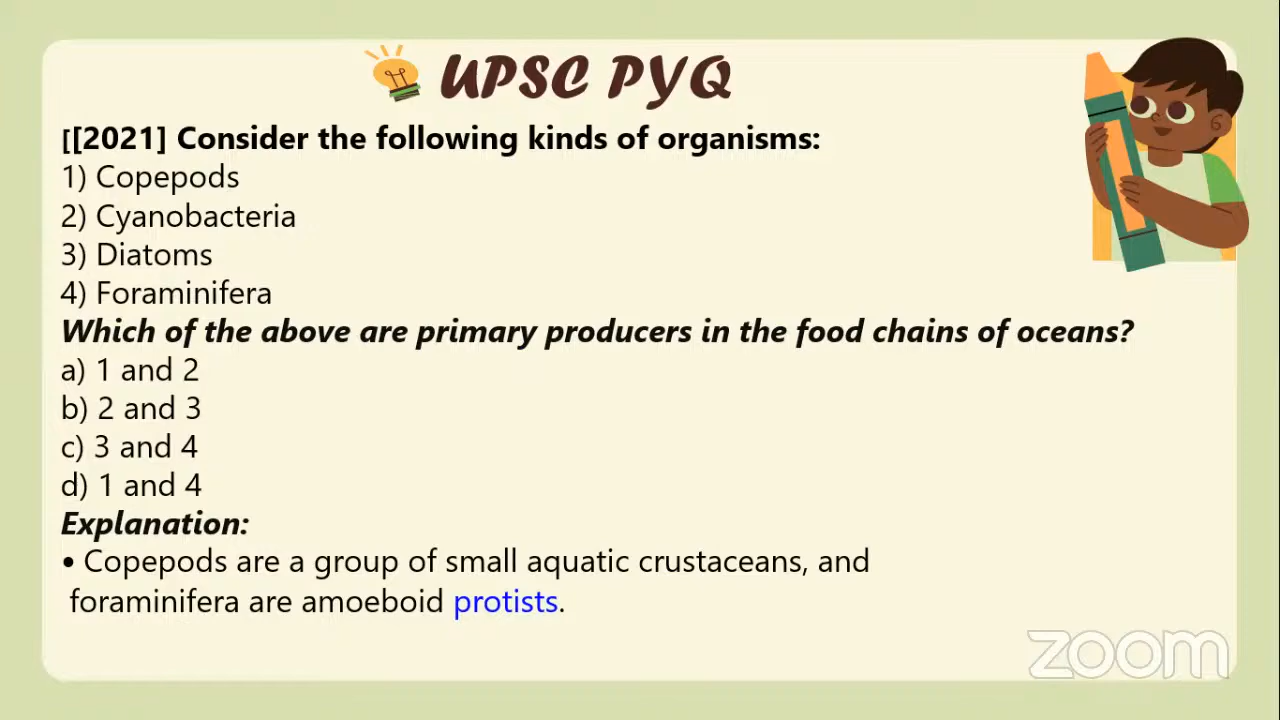 UPSC PYQ
[[2021] Consider the following kinds of organisms:
1) Copepods
2) Cyanobacteria
3) Diatoms
4) Foraminifera
Which of the above are primary producers in the food chains of oceans?
a) 1 and 2
b) 2 and 3
c) 3 and 4
d) 1 and 4
Explanation:
• Copepods are a group of small aquatic crustaceans, and
foraminifera are amoeboid protists.
zoom